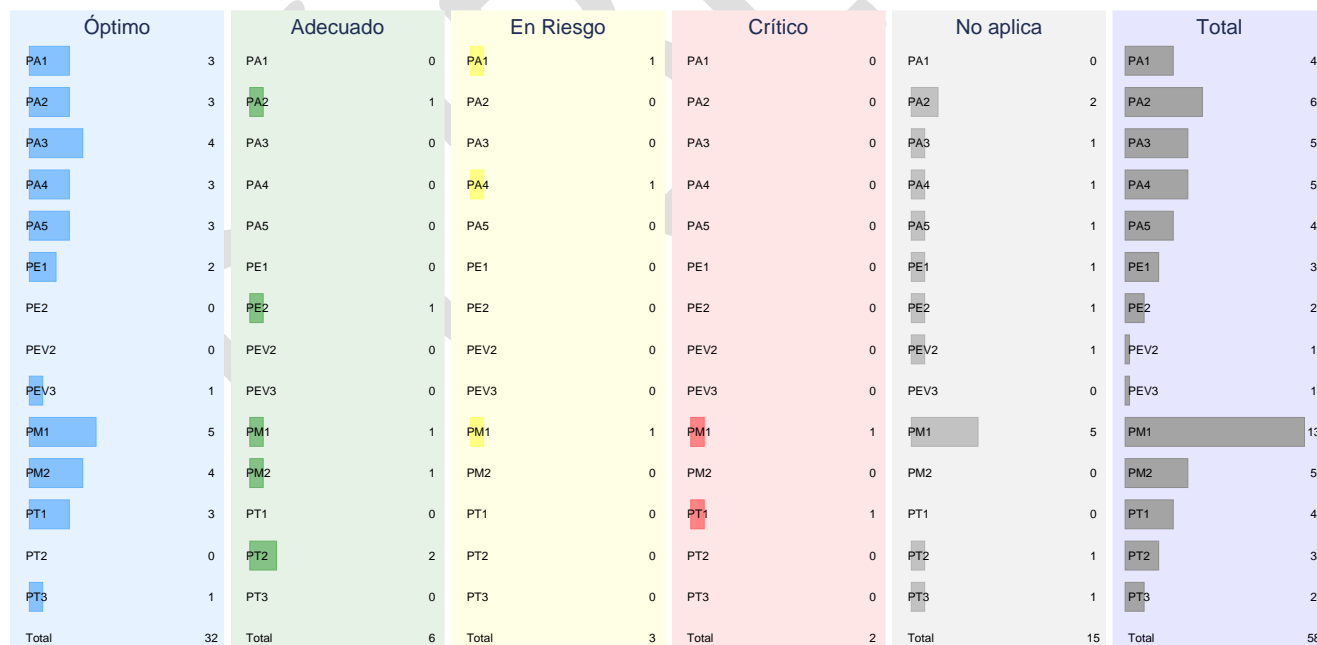 Óptimo Adecuado En Riesgo Crítico No aplica Total
PA1 3 PA1 0 PA1 1 PA1 0 PA1 0 PA1 4
PA2 3 PA2 1 PA2 0 PA2 0 PA2 2 PA2 6
PA3 4 PA3 0 PA3 0 PA3 0 PA3 1 PA3 5
PA4 3 PA4 0 PA4 1 PA4 0 PA4 1 PA4 5
PA5 3 PA5 0 PA5 0 PA5 0 PA5 1 PA5 4
PE1 2 PE1 0 PE1 0 PE1 0 PE1 1 PE1 3
PE2 0 PE2 1 PE2 0 PE2 0 PE2 1 PE2 2
PEV2 0 PEV2 0 PEV2 0 PEV2 0 PEV2 1 PEV2 1
PEV3 1 PEV3 0 PEV3 0 PEV3 0 PEV3 0 PEV3 1
PM1 5 PM1 1 PM1 1 PM1 1 PM1 5 PM1 13
PM2 4 PM2 1 PM2 0 PM2 0 PM2 0 PM2 5
PT1 3 PT1 0 PT1 0 PT1 1 PT1 0 PT1 4
PT2 0 PT2 2 PT2 0 PT2 0 PT2 1 PT2 3
PT3 1 PT3 0 PT3 0 PT3 0 PT3 1 PT3 2
Total 32 Total 6 Total 3 Total 2 Total 15 Total 58